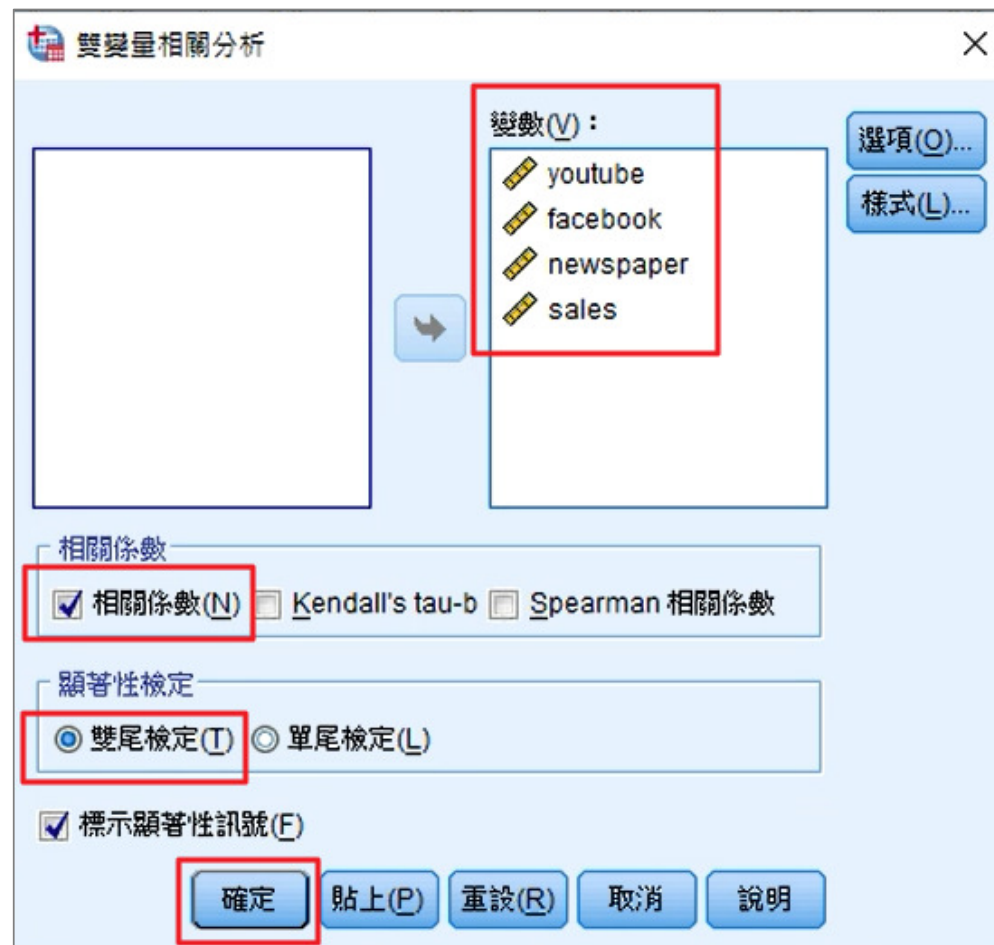 雙變量相關分析
變數(V)：
youtube
facebook
newspaper
sales
選項(O)...
樣式(L)...
相關係數
相關係數(N) Kendall's tau-b Spearman 相關係數
顯著性檢定
雙尾檢定(T) 單尾檢定(L)
標示顯著性訊號(F)
確定 貼上(P) 重設(R) 取消 說明